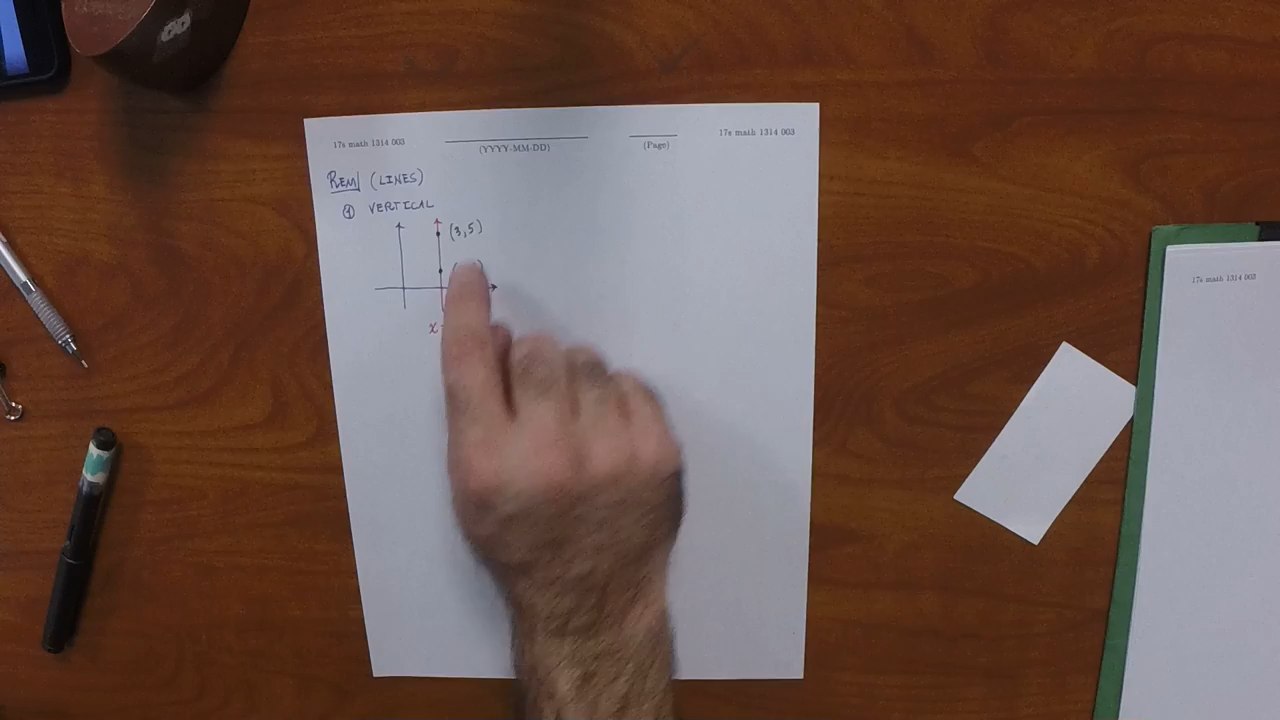 17s math 1314 003
(YYYY-MM-DD)
(Page)
17s math 1314 003
REM (LINES)
① VERTICAL
(3,5)
x
17s math 1314 003